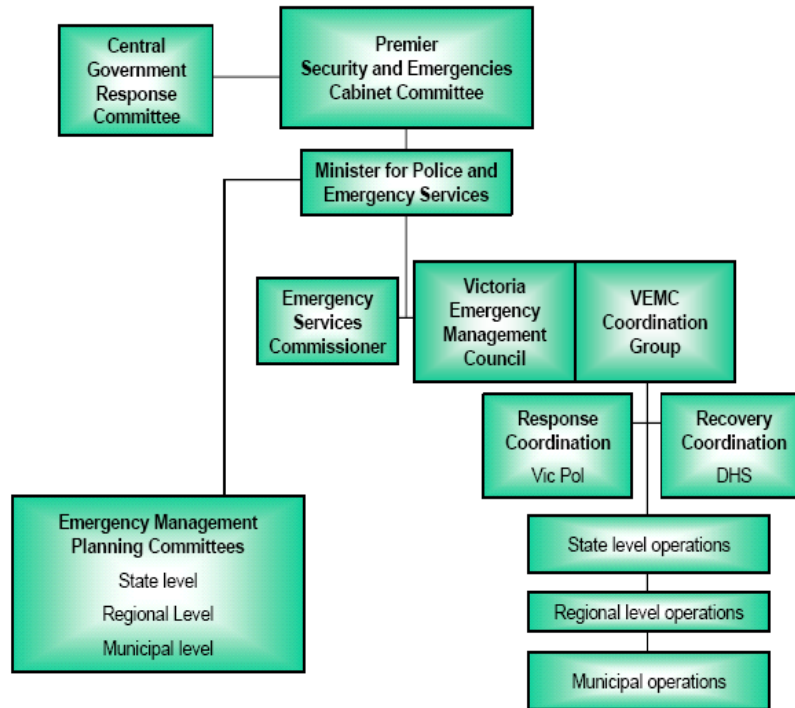 Central
Government
Response
Committee
Premier
Security and Emergencies
Cabinet Committee
Minister for Police and
Emergency Services
Emergency
Services
Commissioner
Victoria
Emergency
Management
Council
VEMC
Coordination
Group
Response
Coordination
Vic Pol
Recovery
Coordination
DHS
Emergency Management
Planning Committees
State level
Regional Level
Municipal level
State level operations
Regional level operations
Municipal operations